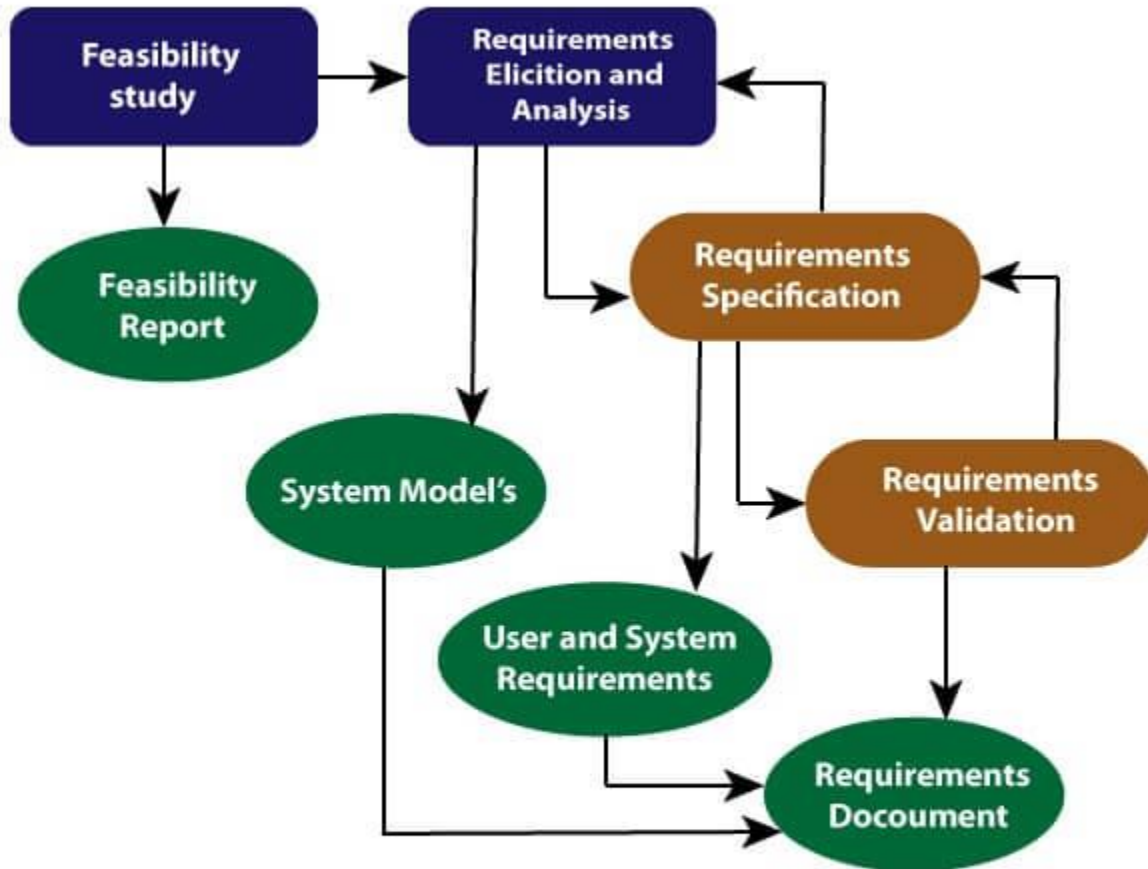 Feasibility
study
Requirements
Elicition and
Analysis
Feasibility
Report
Requirements
Specification
System Model's
Requirements
Validation
User and System
Requirements
Requirements
Docoument